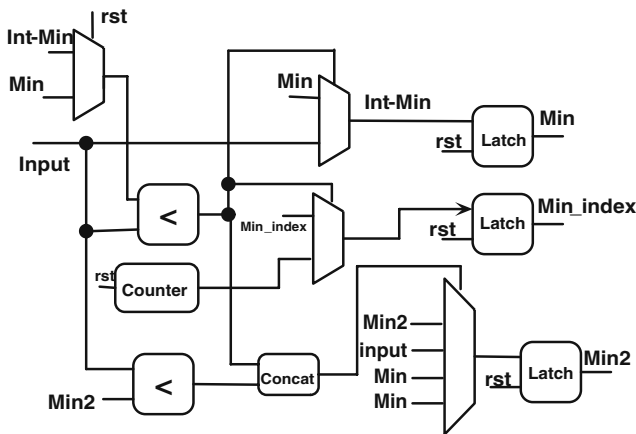 rst
Int-Min
Min
Input
Min
Int-Min
Min
rst
Latch
<
Min_index
Min_index
rst
Latch
rst
Counter
Min2
input
Min
Min
<
Min2
Concat
rst
Latch
Min2